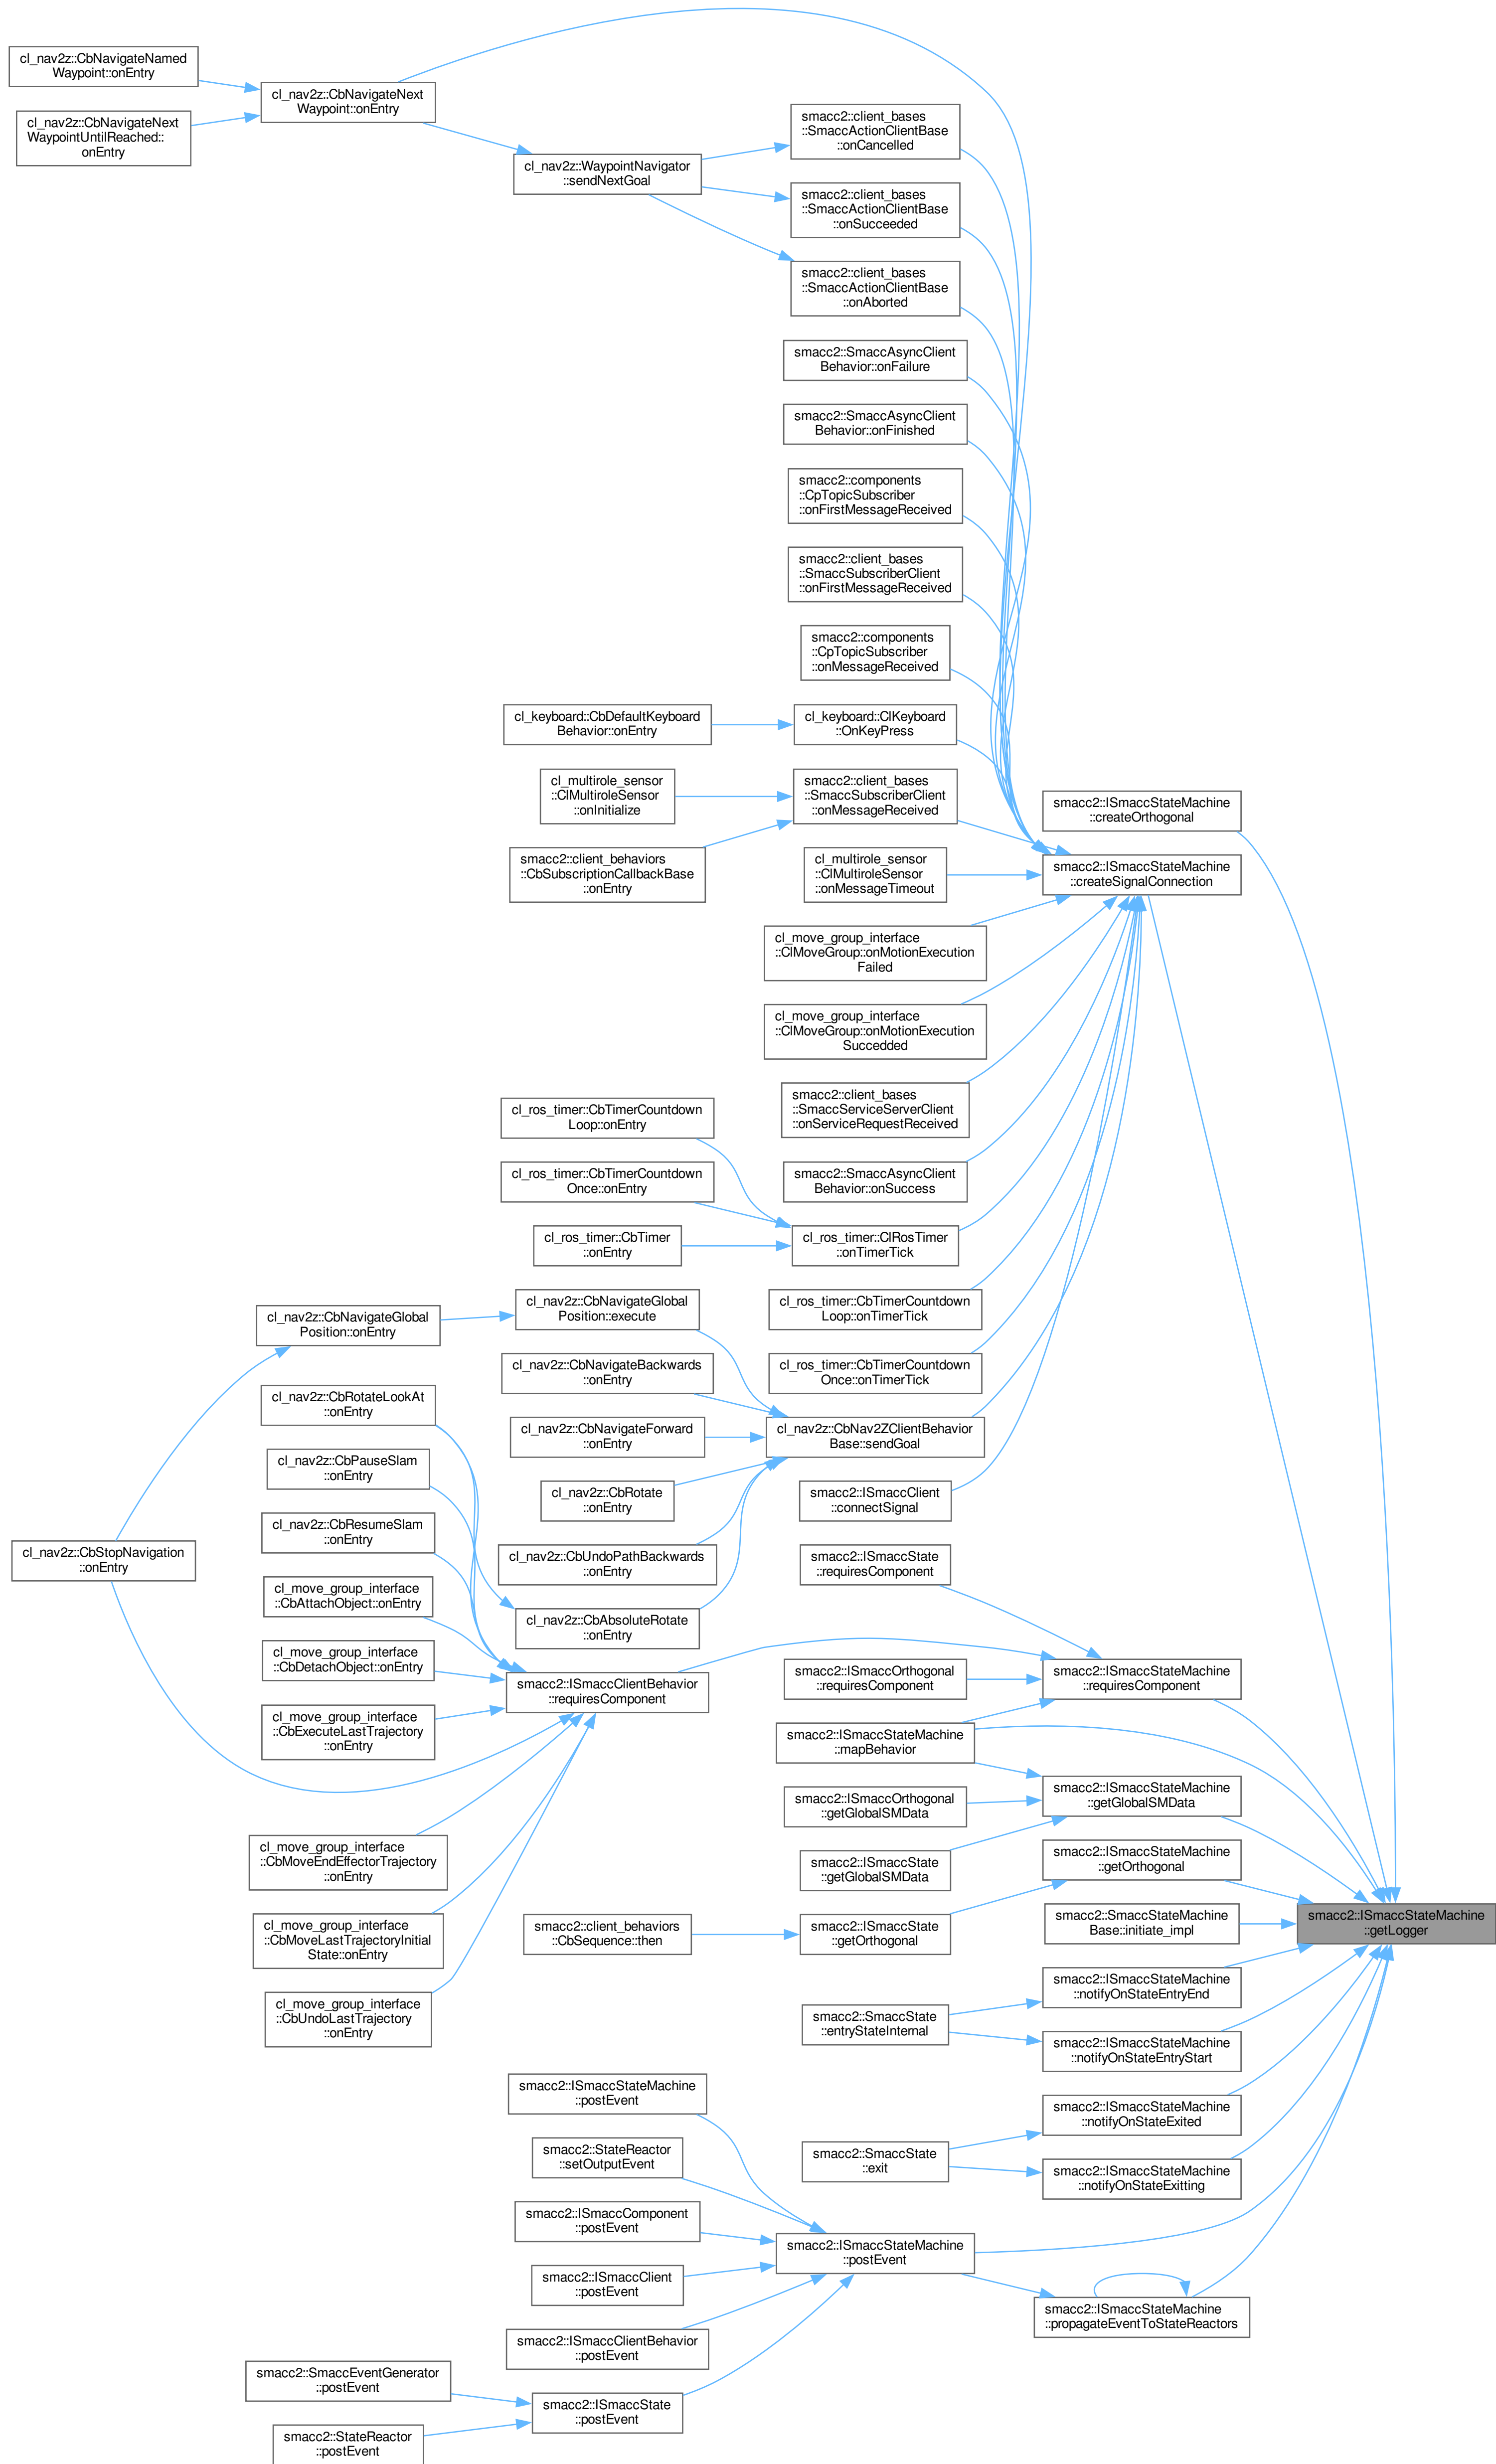 cl_nav2z::CbNavigateNamed
Waypoint::onEntry
cl_nav2z::CbNavigateNext
WaypointUntilReached::
onEntry
cl_nav2z::CbNavigateNext
Waypoint::onEntry
cl_nav2z::WaypointNavigator
::sendNextGoal
smacc2::client_bases
::SmaccActionClientBase
::onCancelled
smacc2::client_bases
::SmaccActionClientBase
::onSucceeded
smacc2::client_bases
::SmaccActionClientBase
::onAborted
smacc2::SmaccAsyncClient
Behavior::onFailure
smacc2::SmaccAsyncClient
Behavior::onFinished
smacc2::components
::CpTopicSubscriber
::onFirstMessageReceived
smacc2::client_bases
::SmaccSubscriberClient
::onFirstMessageReceived
smacc2::components
::CpTopicSubscriber
::onMessageReceived
cl_keyboard::CbDefaultKeyboard
Behavior::onEntry
cl_keyboard::ClKeyboard
::OnKeyPress
cl_multirole_sensor
::ClMultiroleSensor
::onInitialize
smacc2::client_bases
::SmaccSubscriberClient
::onMessageReceived
smacc2::ISmaccStateMachine
::createOrthogonal
smacc2::client_behaviors
::CbSubscriptionCallbackBase
::onEntry
cl_multirole_sensor
::ClMultiroleSensor
::onMessageTimeout
smacc2::ISmaccStateMachine
::createSignalConnection
cl_move_group_interface
::ClMoveGroup::onMotionExecution
Failed
cl_move_group_interface
::ClMoveGroup::onMotionExecution
Succedded
smacc2::client_bases
::SmaccServiceServerClient
::onServiceRequestReceived
cl_ros_timer::CbTimerCountdown
Loop::onEntry
cl_ros_timer::CbTimerCountdown
Once::onEntry
smacc2::SmaccAsyncClient
Behavior::onSuccess
cl_ros_timer::CbTimer
::onEntry
cl_ros_timer::ClRosTimer
::onTimerTick
cl_nav2z::CbNavigateGlobal
Position::onEntry
cl_nav2z::CbNavigateGlobal
Position::execute
cl_ros_timer::CbTimerCountdown
Loop::onTimerTick
cl_nav2z::CbNavigateBackwards
::onEntry
cl_ros_timer::CbTimerCountdown
Once::onTimerTick
cl_nav2z::CbRotateLookAt
::onEntry
cl_nav2z::CbNavigateForward
::onEntry
cl_nav2z::CbNav2ZClientBehavior
Base::sendGoal
cl_nav2z::CbPauseSlam
::onEntry
cl_nav2z::CbRotate
::onEntry
smacc2::ISmaccClient
::connectSignal
cl_nav2z::CbStopNavigation
::onEntry
cl_nav2z::CbResumeSlam
::onEntry
cl_nav2z::CbUndoPathBackwards
::onEntry
smacc2::ISmaccState
::requiresComponent
cl_move_group_interface
::CbAttachObject::onEntry
cl_nav2z::CbAbsoluteRotate
::onEntry
cl_move_group_interface
::CbDetachObject::onEntry
smacc2::ISmaccClientBehavior
::requiresComponent
smacc2::ISmaccOrthogonal
::requiresComponent
smacc2::ISmaccStateMachine
::requiresComponent
cl_move_group_interface
::CbExecuteLastTrajectory
::onEntry
smacc2::ISmaccStateMachine
::mapBehavior
smacc2::ISmaccOrthogonal
::getGlobalSMData
smacc2::ISmaccStateMachine
::getGlobalSMData
cl_move_group_interface
::CbMoveEndEffectorTrajectory
::onEntry
smacc2::ISmaccState
::getGlobalSMData
smacc2::ISmaccStateMachine
::getOrthogonal
cl_move_group_interface
::CbMoveLastTrajectoryInitial
State::onEntry
smacc2::client_behaviors
::CbSequence::then
smacc2::ISmaccState
::getOrthogonal
smacc2::SmaccStateMachine
Base::initiate_impl
smacc2::ISmaccStateMachine
::getLogger
cl_move_group_interface
::CbUndoLastTrajectory
::onEntry
smacc2::SmaccState
::entryStateInternal
smacc2::ISmaccStateMachine
::notifyOnStateEntryEnd
smacc2::ISmaccStateMachine
::notifyOnStateEntryStart
smacc2::ISmaccStateMachine
::postEvent
smacc2::ISmaccStateMachine
::notifyOnStateExited
smacc2::StateReactor
::setOutputEvent
smacc2::SmaccState
::exit
smacc2::ISmaccStateMachine
::notifyOnStateExitting
smacc2::ISmaccComponent
::postEvent
smacc2::ISmaccStateMachine
::postEvent
smacc2::ISmaccClient
::postEvent
smacc2::ISmaccStateMachine
::propagateEventToStateReactors
smacc2::ISmaccClientBehavior
::postEvent
smacc2::SmaccEventGenerator
::postEvent
smacc2::ISmaccState
::postEvent
smacc2::StateReactor
::postEvent